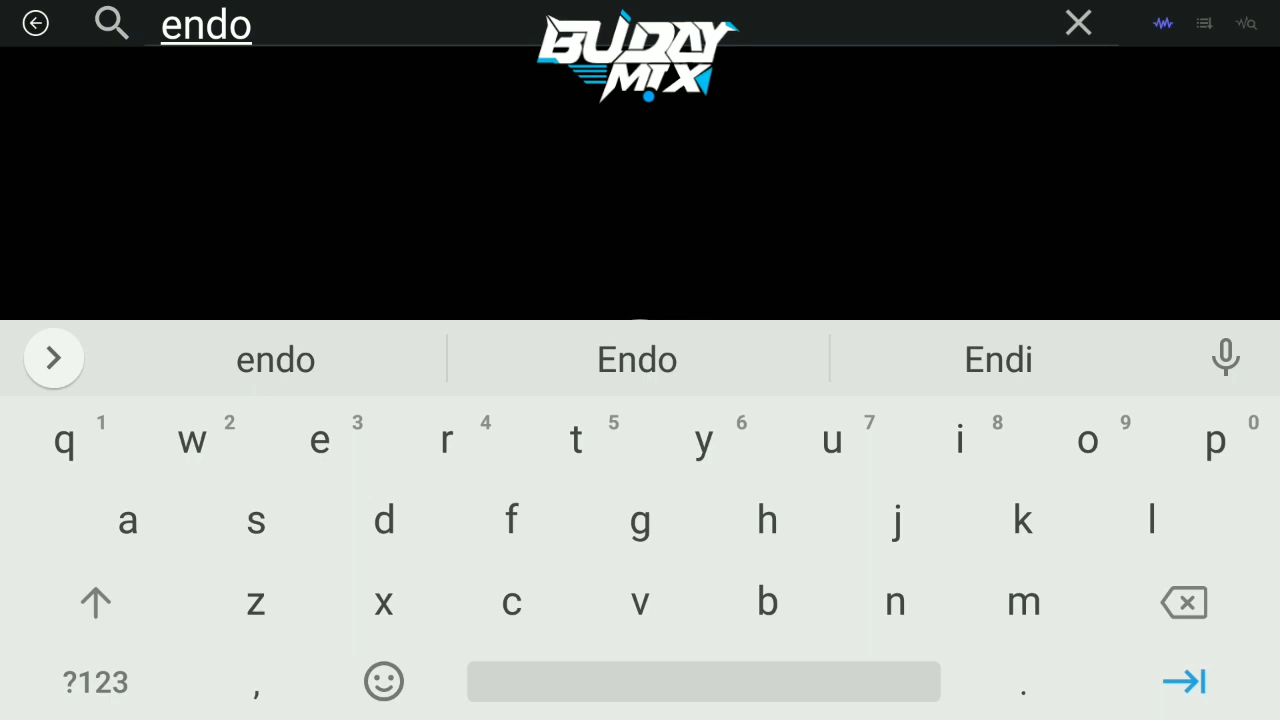 endo
BUDAY
MIX
endo Endo Endi
q 1 w 2 e 3 r 4 t 5 y 6 u 7 i 8 o 9 p 0
a s d f g h j k l
z x c v b n m
?123 , .